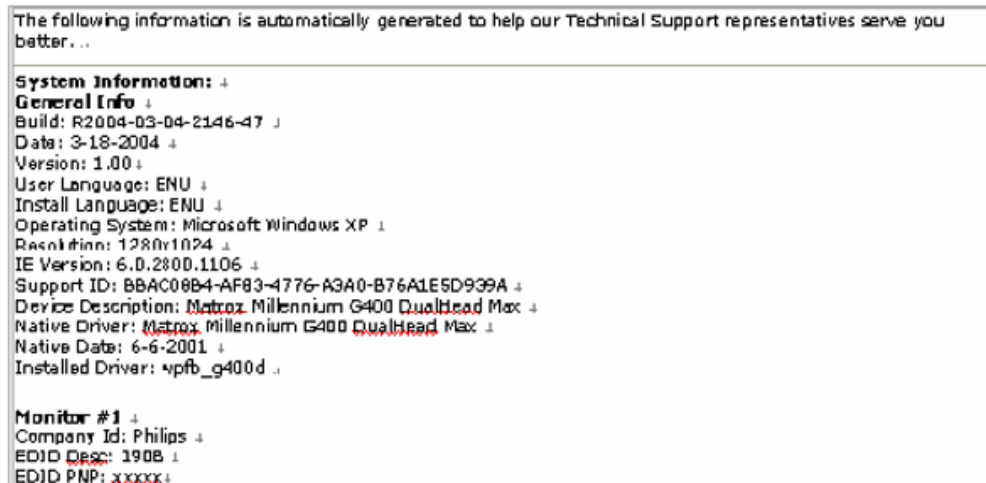 The following information is automatically generated to help our Technical Support representatives serve you
better...
System Information:
General Info
Build: R2004-03-04-2146-47
Date: 3-18-2004
Version: 1.00
User Language: ENU
Install Language: ENU
Operating System: Microsoft Windows XP
Resolution: 1280x1024
IE Version: 6.0.2800.1106
Support ID: BBAC08B4-AF83-4776-A3A0-B76A1E5D939A
Device Description: Matrox Millennium G400 DualHead Max
Native Driver: Matrox Millennium G400 DualHead Max
Native Date: 6-6-2001
Installed Driver: vpfb_g400d
Monitor #1
Company Id: Philips
EDID Desc: 190B
EDID PNP: xxxxx